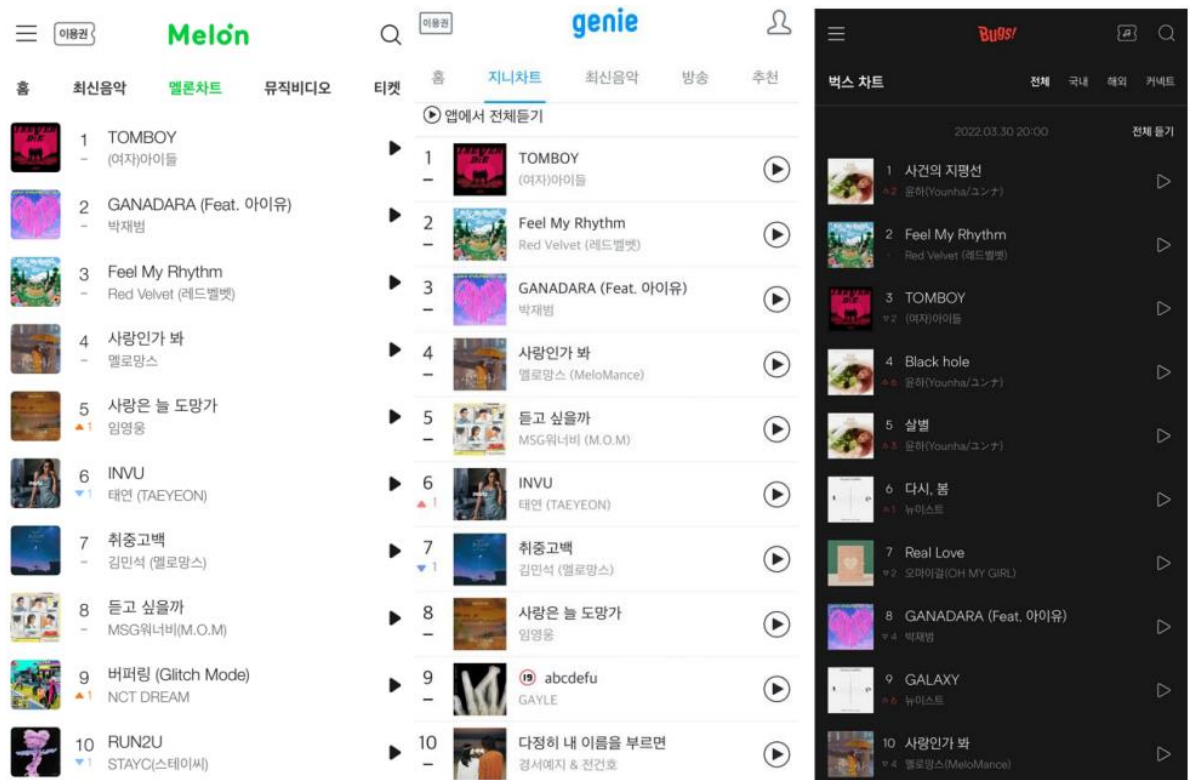 이용권
Melon
홈 최신음악 멜론차트 뮤직비디오 티켓
1 TOMBOY
– (여자)아이들
2 GANADARA (Feat. 아이유)
– 박재범
3 Feel My Rhythm
– Red Velvet (레드벨벳)
4 사랑인가 봐
– 멜로망스
5 사랑은 늘 도망가
▲1 임영웅
6 INVU
▼1 태연 (TAEYEON)
7 취중고백
– 김민석 (멜로망스)
8 듣고 싶을까
– MSG워너비(M.O.M)
9 버퍼링 (Glitch Mode)
▲1 NCT DREAM
10 RUN2U
▼1 STAYC(스테이씨)
이용권
genie
홈 지니차트 최신음악 방송 추천
앱에서 전체듣기
1 TOMBOY
– (여자)아이들
2 Feel My Rhythm
– Red Velvet (레드벨벳)
3 GANADARA (Feat. 아이유)
– 박재범
4 사랑인가 봐
– 멜로망스 (MeloMance)
5 듣고 싶을까
– MSG워너비 (M.O.M)
6 INVU
▲ 1 태연 (TAEYEON)
7 취중고백
▼ 1 김민석 (멜로망스)
8 사랑은 늘 도망가
– 임영웅
9 19 abcdefu
– GAYLE
10 다정히 내 이름을 부르면
– 경서예지 & 전건호
Bugs!
벅스 차트 전체 국내 해외 커넥트
2022.03.30 20:00 전체 듣기
1 사건의 지평선
2 윤하(Younha/ユンナ)
2 Feel My Rhythm
Red Velvet (레드벨벳)
3 TOMBOY
2 (여자)아이들
4 Black hole
6 윤하(Younha/ユンナ)
5 살별
3 윤하(Younha/ユンナ)
6 다시, 봄
1 뉴이스트
7 Real Love
2 오마이걸(OH MY GIRL)
8 GANADARA (Feat. 아이유)
4 박재범
9 GALAXY
6 뉴이스트
10 사랑인가 봐
4 멜로망스(MeloMance)